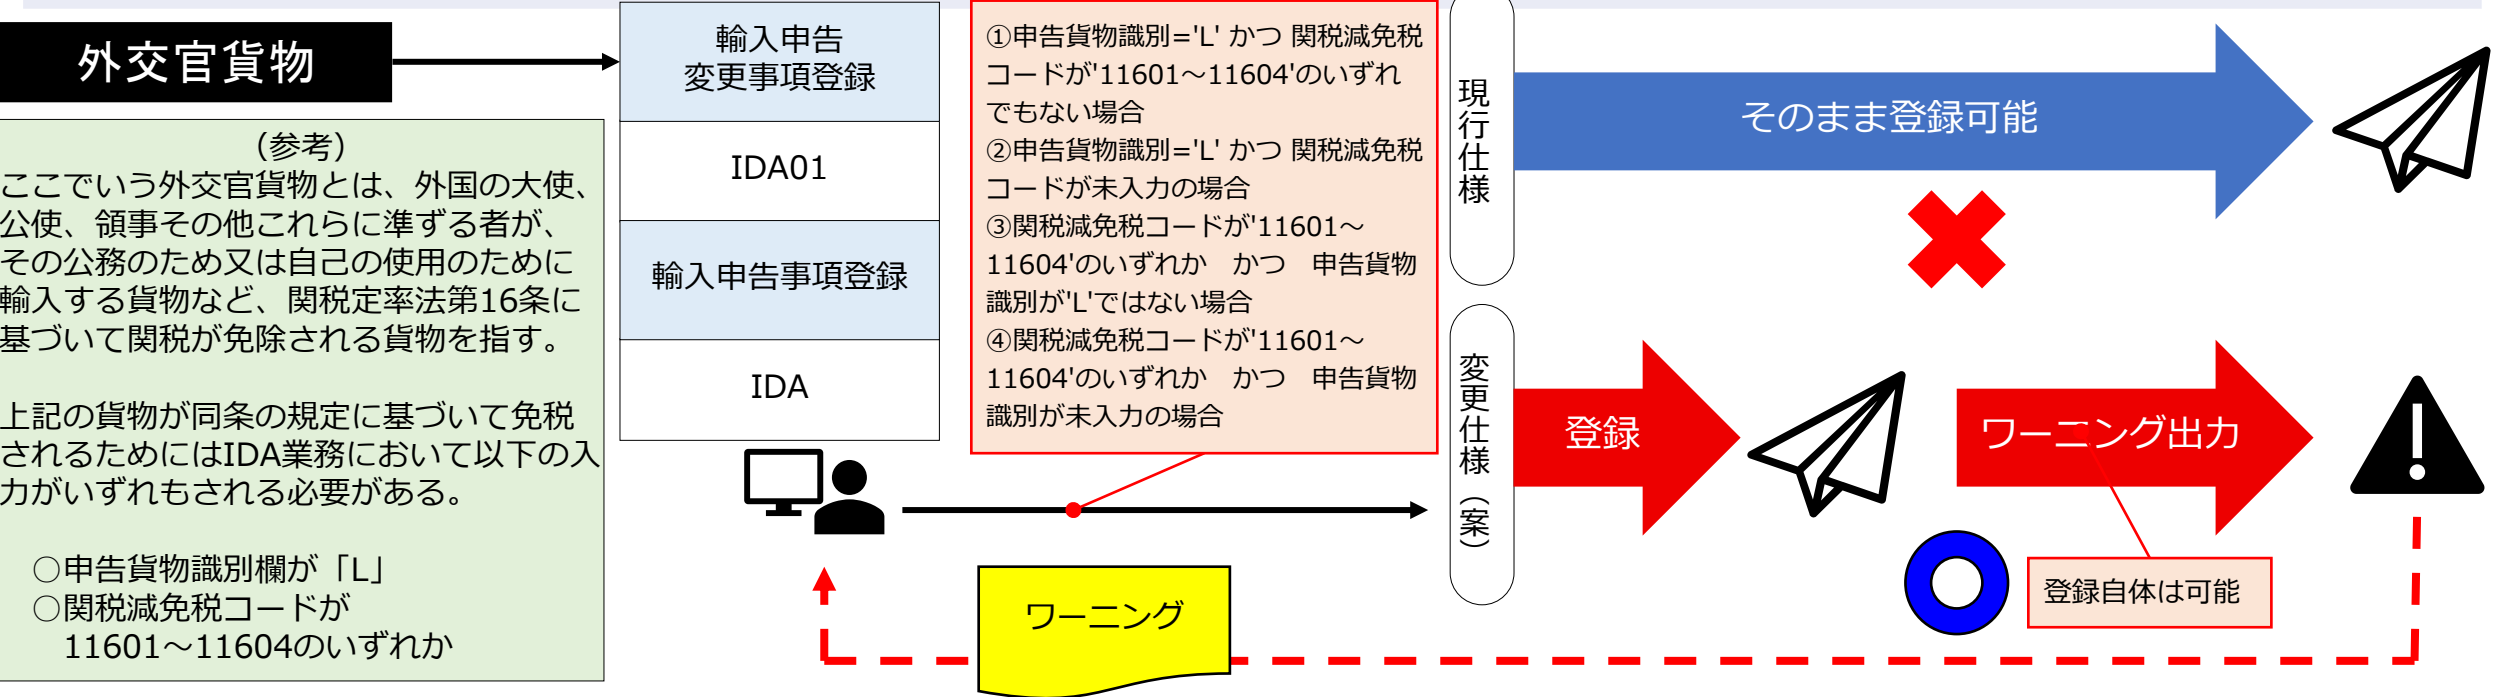 外交官貨物
（参考）
ここでいう外交官貨物とは、外国の大使、
公使、領事その他これらに準ずる者が、
その公務のため又は自己の使用のために
輸入する貨物など、関税定率法第16条に
基づいて関税が免除される貨物を指す。
上記の貨物が同条の規定に基づいて免税
されるためにはIDA業務において以下の入
力がいずれもされる必要がある。
○申告貨物識別欄が「L」
○関税減免税コードが
11601～11604のいずれか
輸入申告
変更事項登録
IDA01
輸入申告事項登録
IDA
①申告貨物識別='L' かつ 関税減免税
コードが'11601～11604'のいずれ
でもない場合
②申告貨物識別='L' かつ 関税減免税
コードが未入力の場合
③関税減免税コードが'11601～
11604'のいずれか　かつ　申告貨物
識別が'L'ではない場合
④関税減免税コードが'11601～
11604'のいずれか　かつ　申告貨物
識別が未入力の場合
現行仕様
そのまま登録可能
変更仕様（案）
登録
ワーニング出力
登録自体は可能
ワーニング